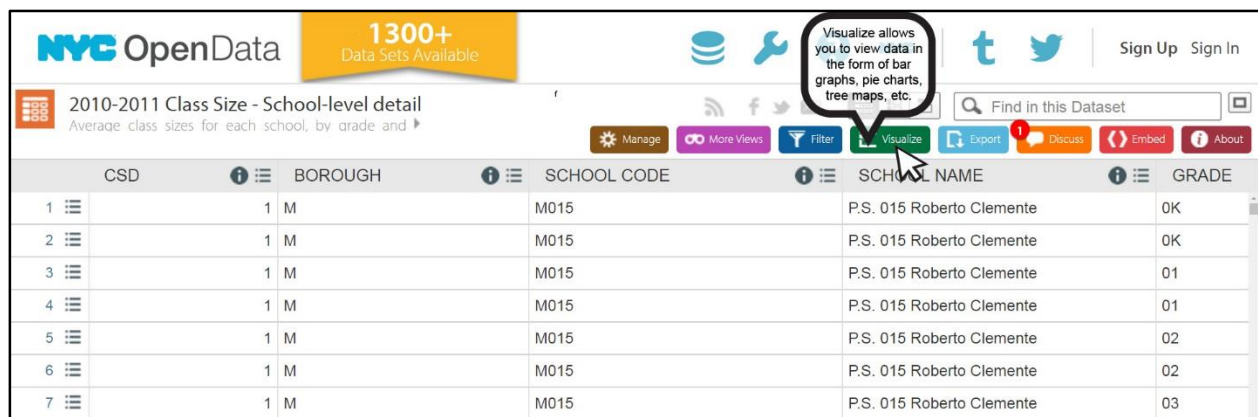 NYC OpenData
1300+
Data Sets Available
Visualize allows
you to view data in
the form of bar
graphs, pie charts,
tree maps, etc.
Sign Up Sign In
2010-2011 Class Size - School-level detail
Average class sizes for each school, by grade and
Find in this Dataset
Manage More Views Filter Visualize Export 1 Discuss Embed About
CSD BOROUGH SCHOOL CODE SCHOOL NAME GRADE
1 1 M M015 P.S. 015 Roberto Clemente 0K
2 1 M M015 P.S. 015 Roberto Clemente 0K
3 1 M M015 P.S. 015 Roberto Clemente 01
4 1 M M015 P.S. 015 Roberto Clemente 01
5 1 M M015 P.S. 015 Roberto Clemente 02
6 1 M M015 P.S. 015 Roberto Clemente 02
7 1 M M015 P.S. 015 Roberto Clemente 03